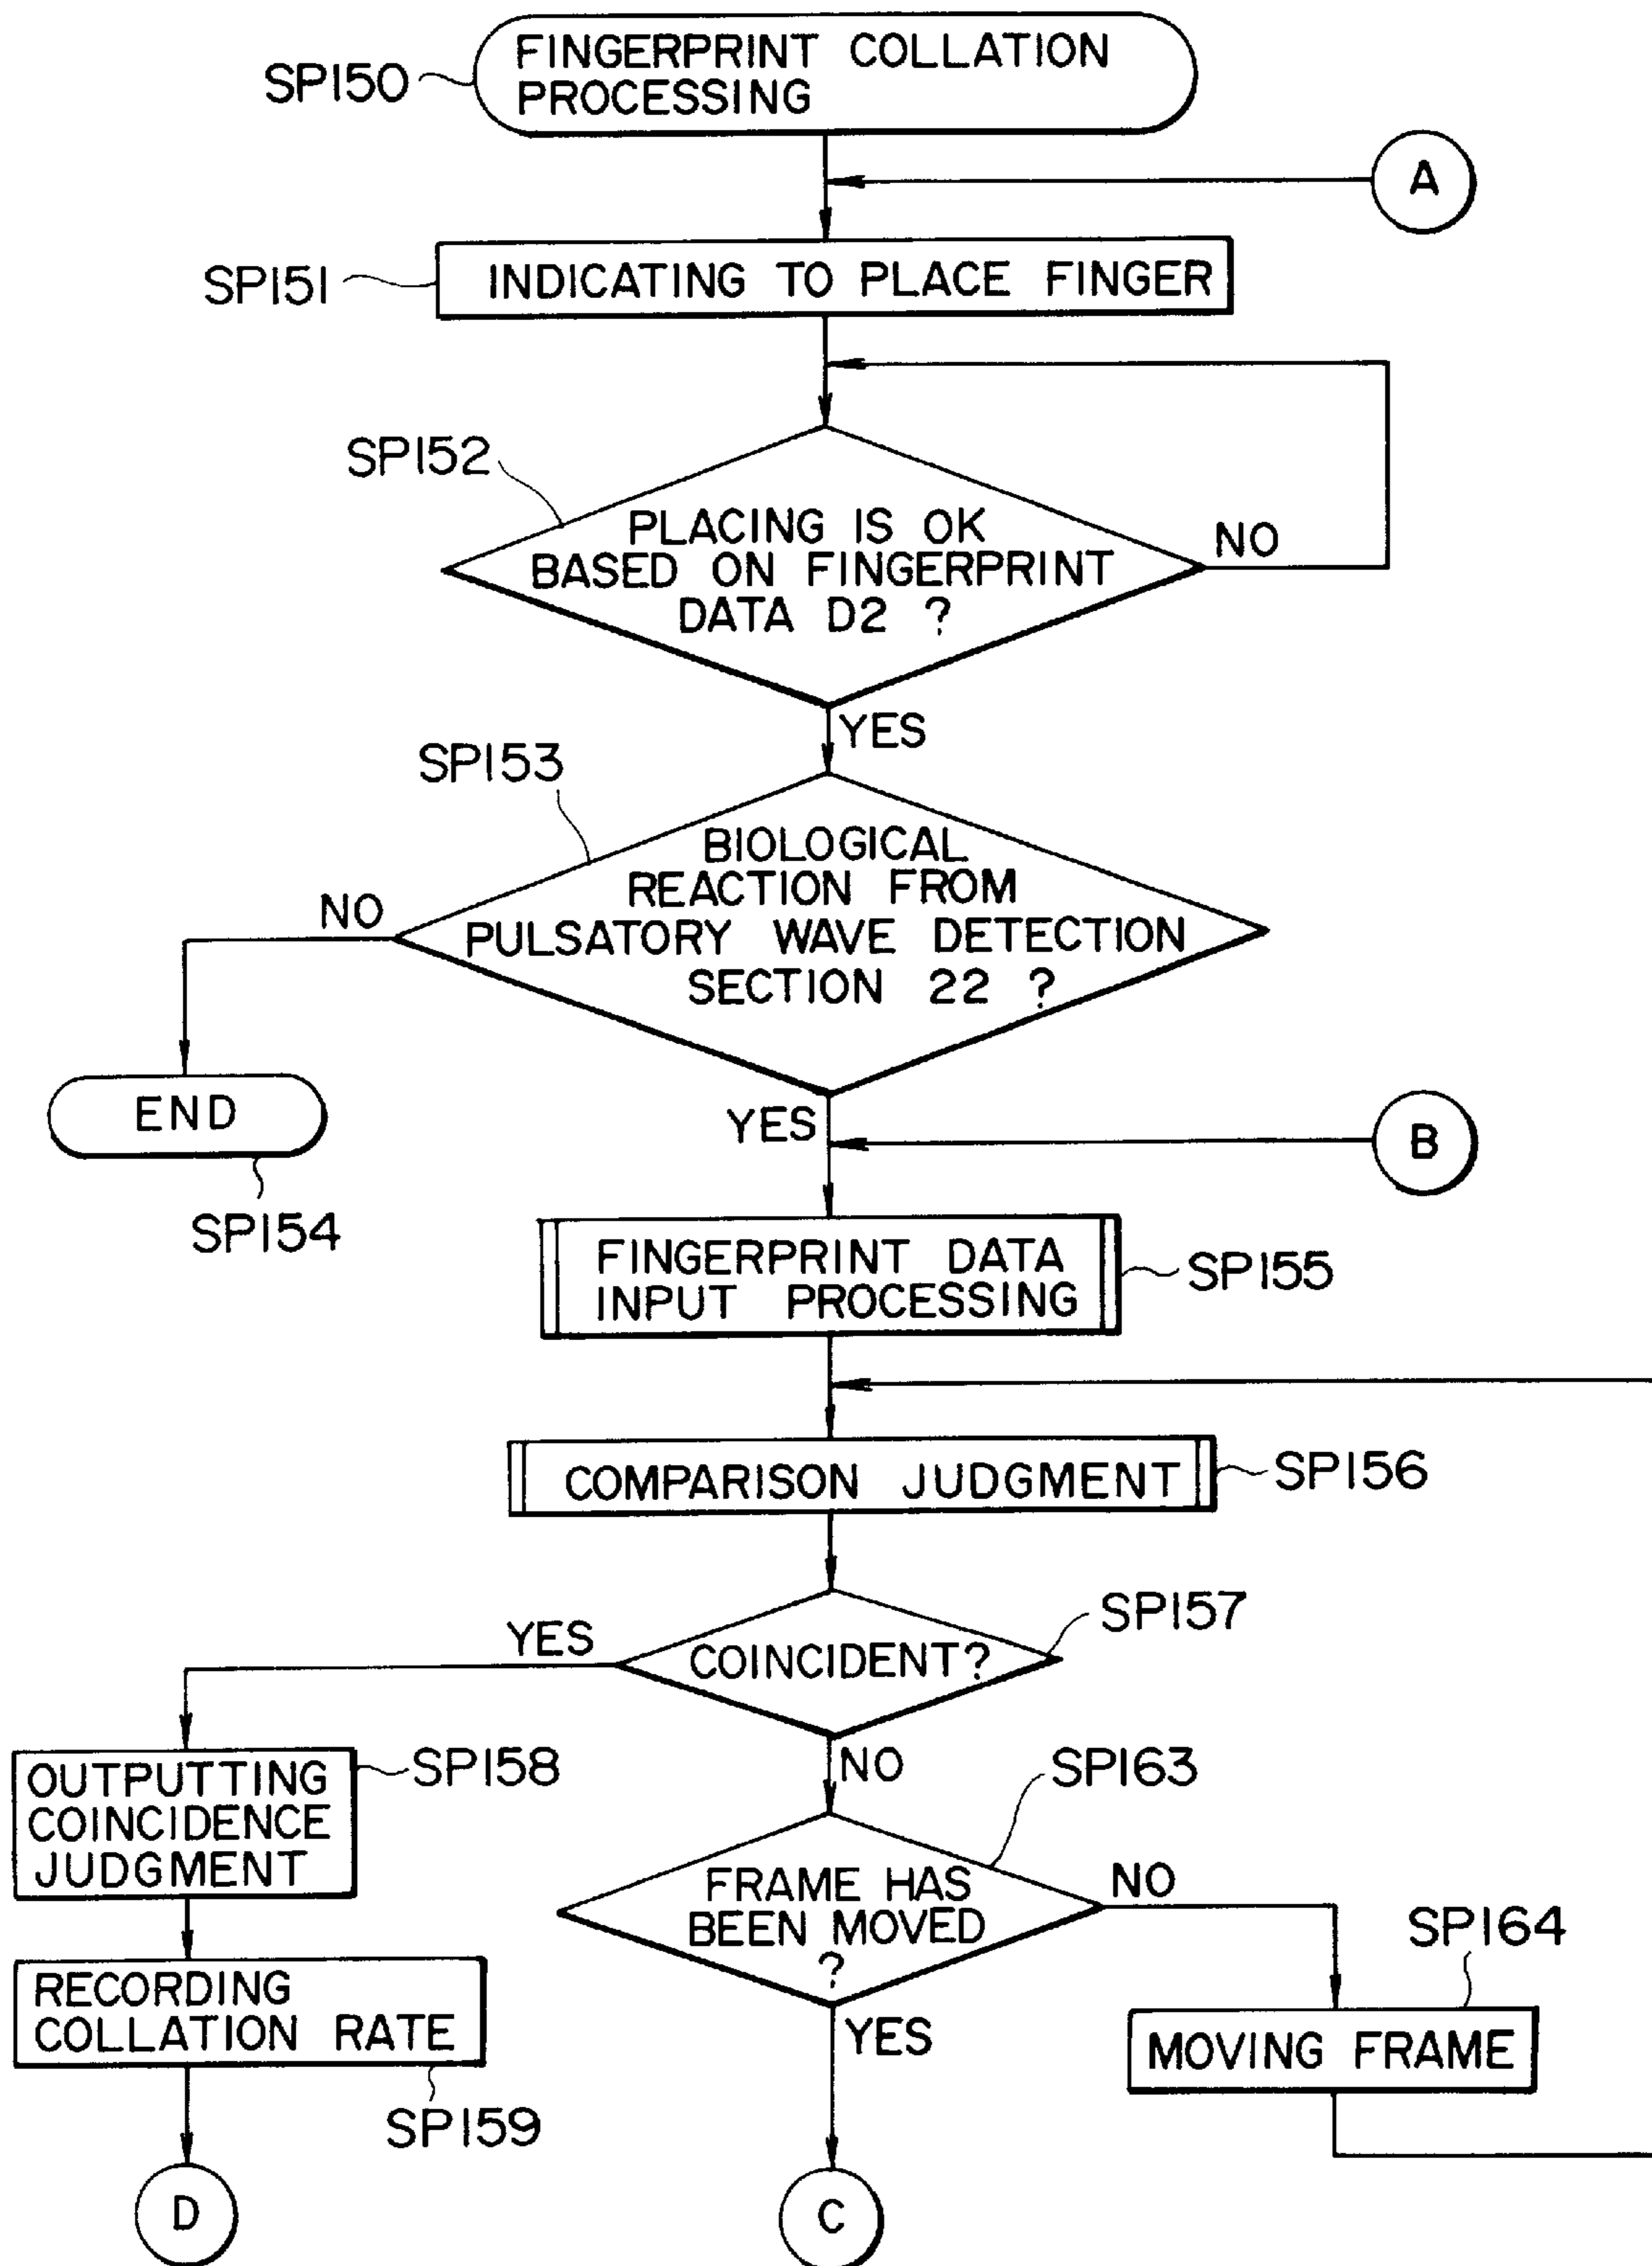 FINGERPRINT COLLATION
PROCESSING
SP150
A
SP151
INDICATING TO PLACE FINGER
SP152
PLACING IS OK
BASED ON FINGERPRINT
DATA D2 ?
NO
YES
SP153
BIOLOGICAL
REACTION FROM
PULSATORY WAVE DETECTION
SECTION 22 ?
NO
END
SP154
YES
B
FINGERPRINT DATA
INPUT PROCESSING
SP155
COMPARISON JUDGMENT
SP156
SP157
COINCIDENT?
YES
NO
OUTPUTTING
COINCIDENCE
JUDGMENT
SP158
SP163
FRAME HAS
BEEN MOVED
?
NO
YES
SP164
MOVING FRAME
RECORDING
COLLATION RATE
SP159
D
C